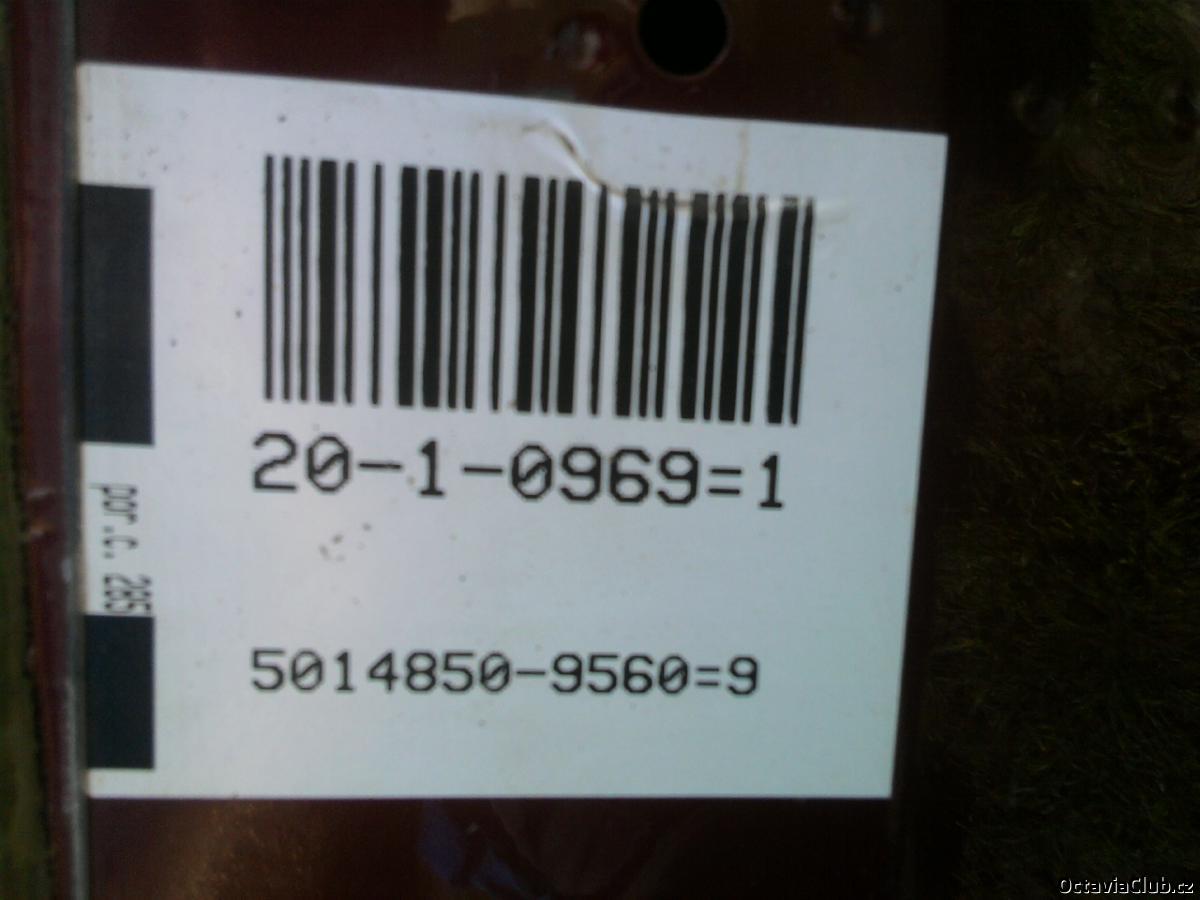 20-1-0969=1
por.c. 285
5014850-9560=9
OctaviaClub.cz